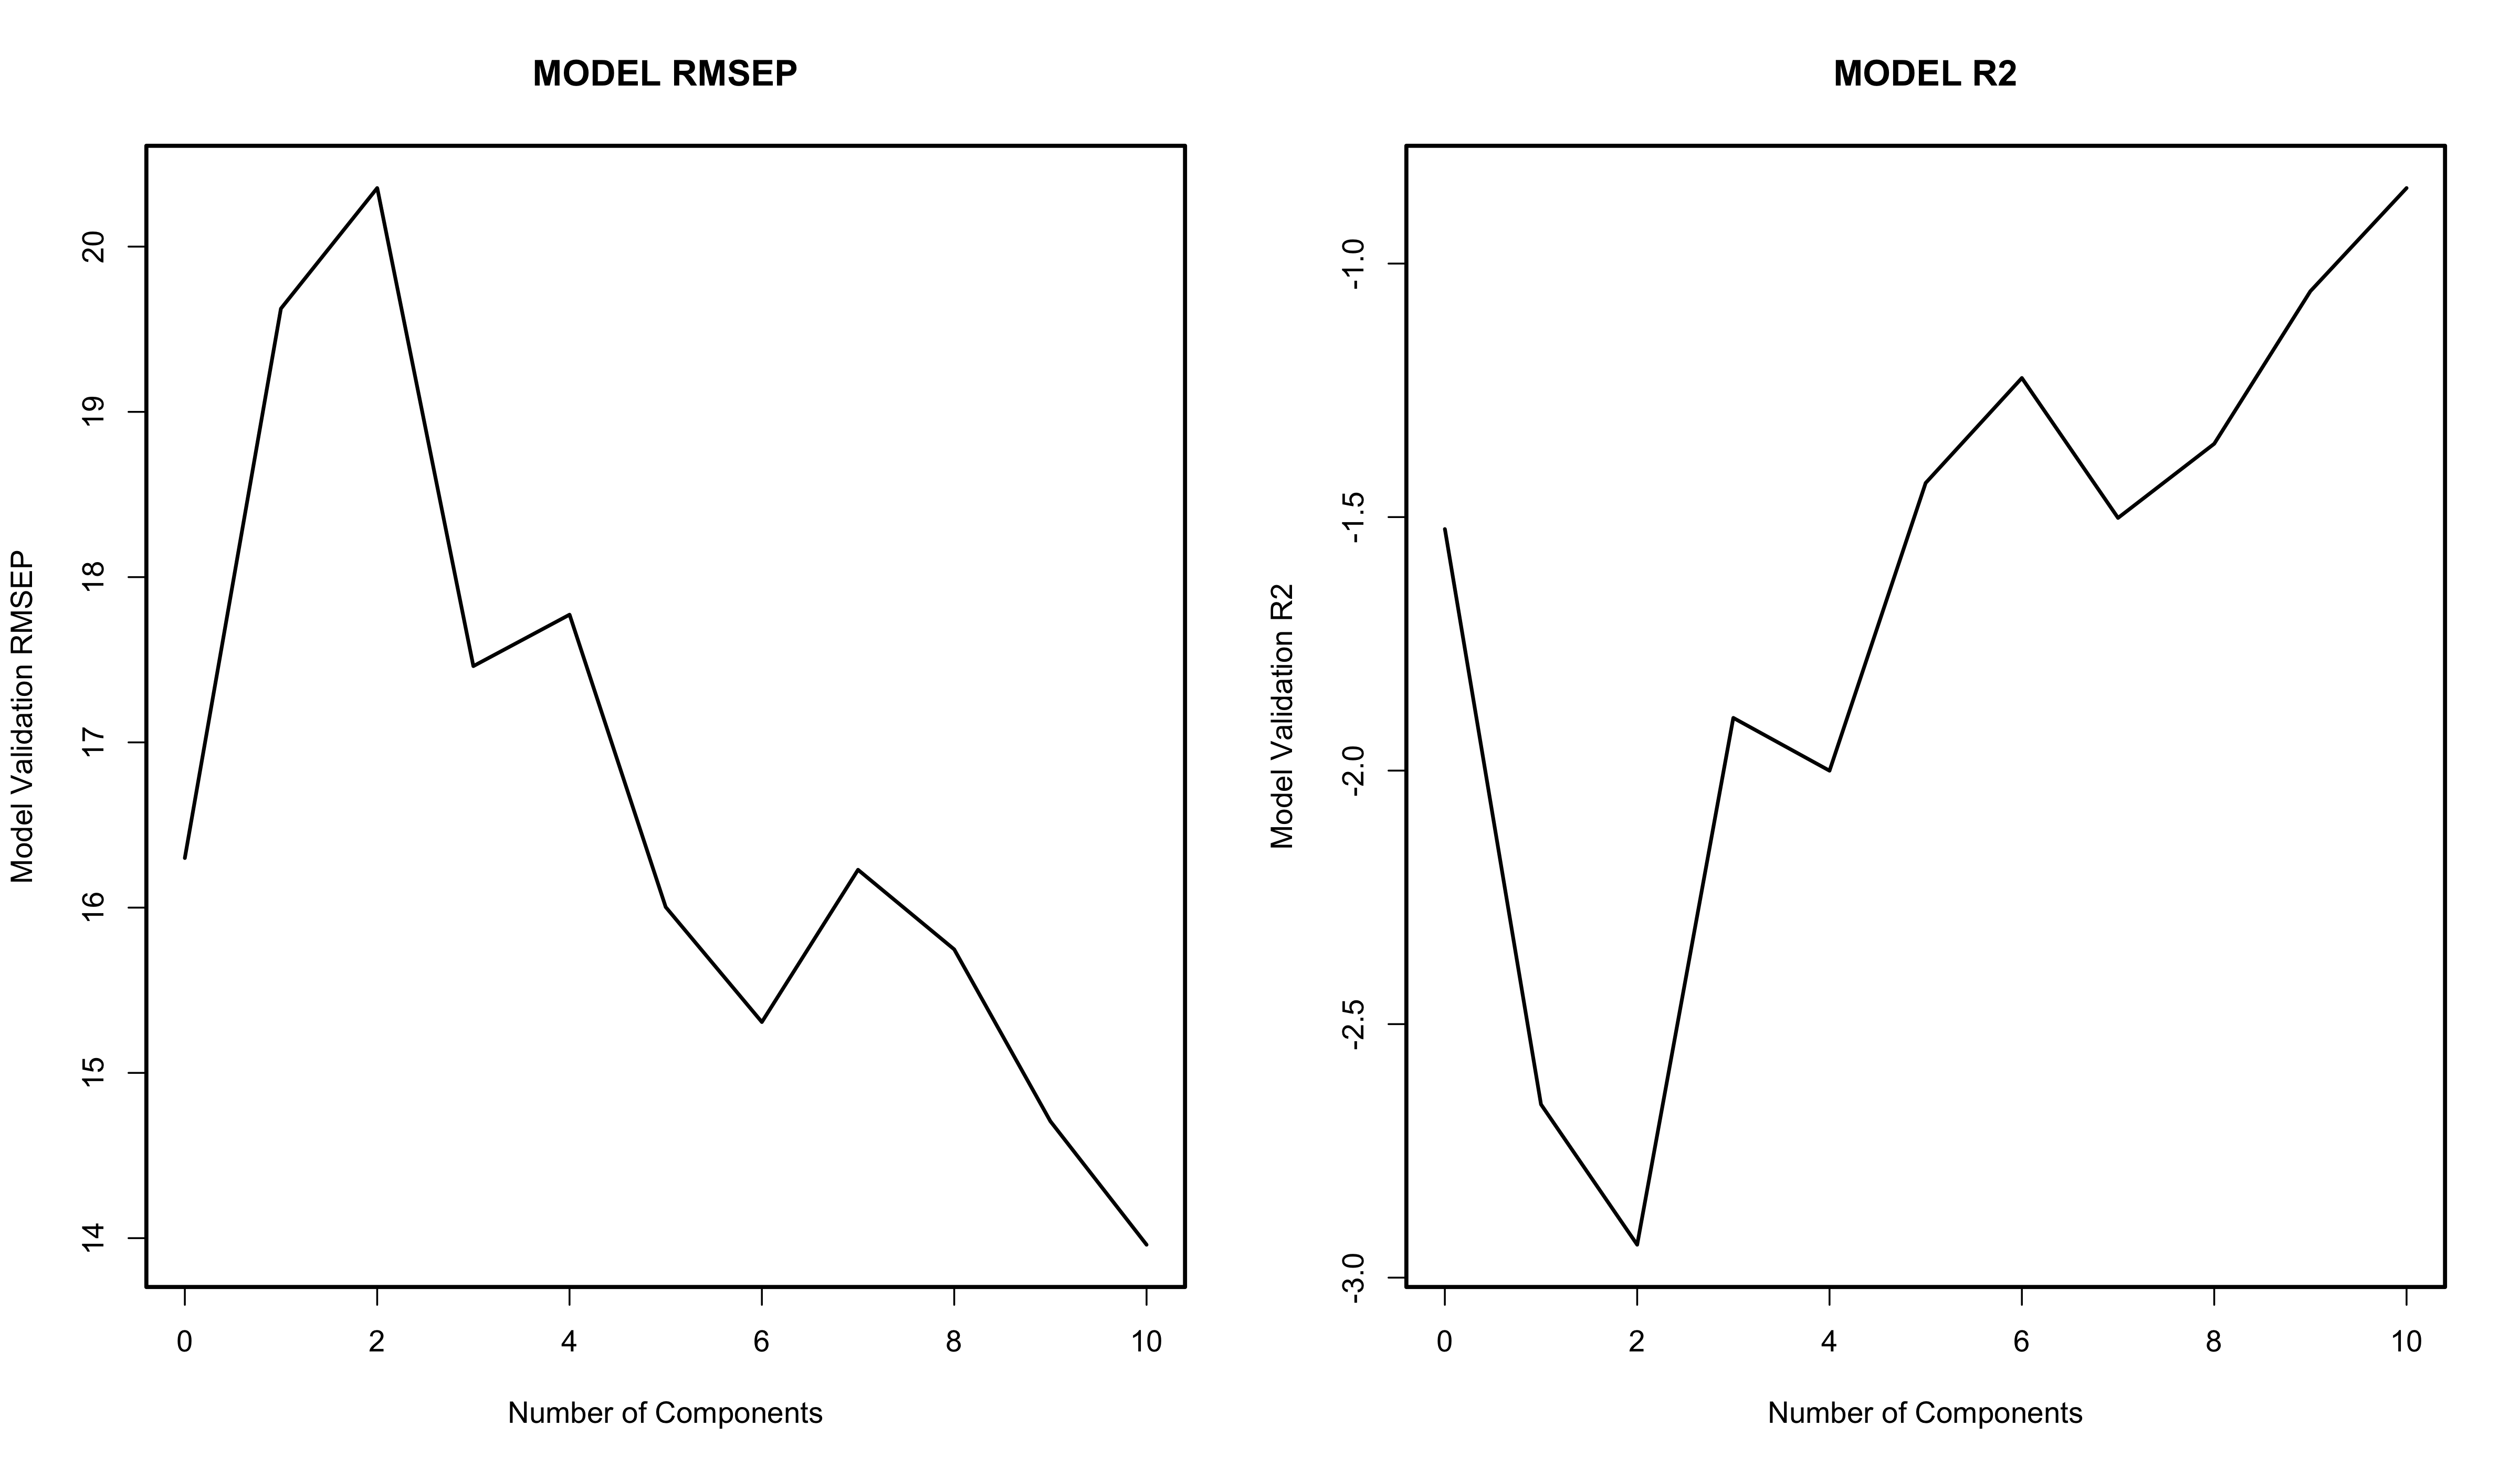 MODEL RMSEP
Model Validation RMSEP
20
19
18
17
16
15
14
0 2 4 6 8 10
Number of Components
MODEL R2
Model Validation R2
-1.0
-1.5
-2.0
-2.5
-3.0
0 2 4 6 8 10
Number of Components